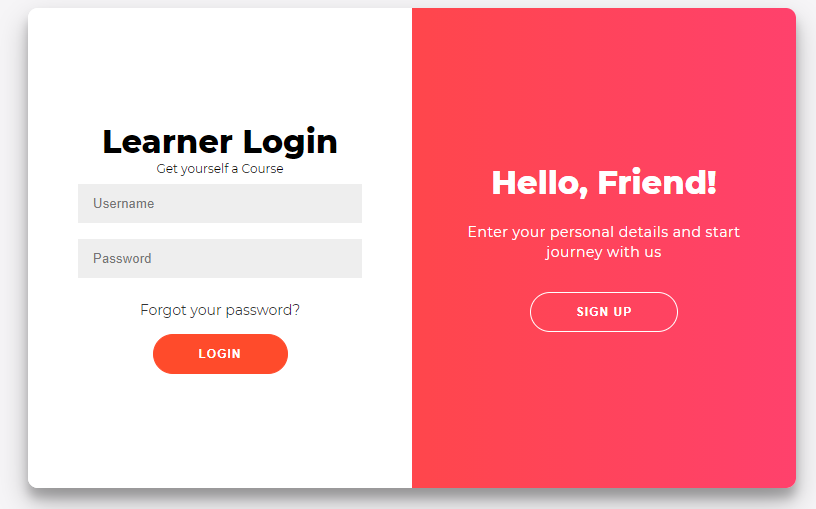 Learner Login
Get yourself a Course
Username
Password
Forgot your password?
LOGIN
Hello, Friend!
Enter your personal details and start
journey with us
SIGN UP